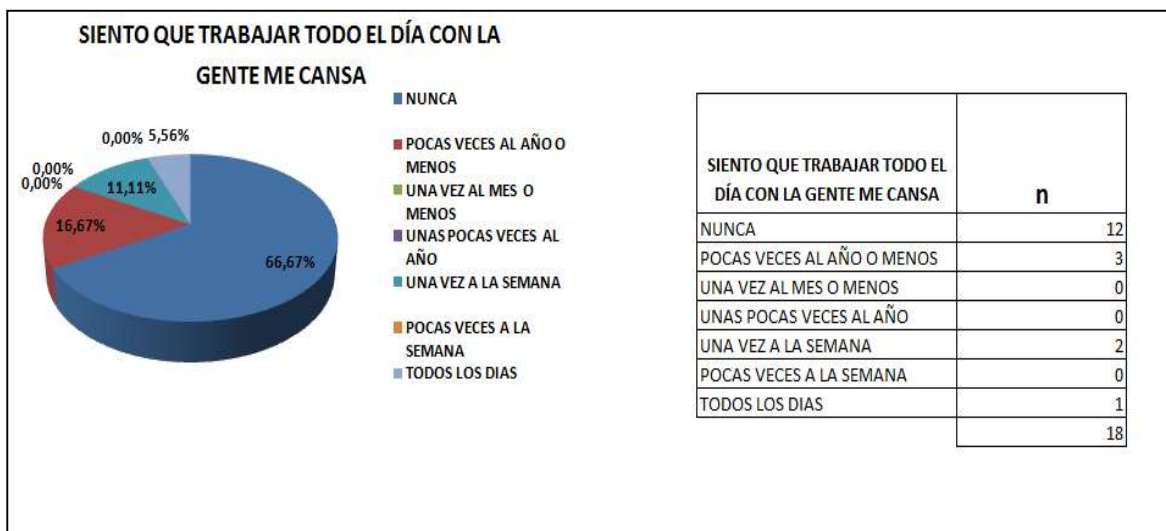 SIENTO QUE TRABAJAR TODO EL DÍA CON LA
GENTE ME CANSA
0,00% 5,56%
0,00%
0,00%
11,11%
16,67%
66,67%
NUNCA
POCAS VECES AL AÑO O
MENOS
UNA VEZ AL MES O
MENOS
UNAS POCAS VECES AL
AÑO
UNA VEZ A LA SEMANA
POCAS VECES A LA
SEMANA
TODOS LOS DIAS
SIENTO QUE TRABAJAR TODO EL
DÍA CON LA GENTE ME CANSA n
NUNCA 12
POCAS VECES AL AÑO O MENOS 3
UNA VEZ AL MES O MENOS 0
UNAS POCAS VECES AL AÑO 0
UNA VEZ A LA SEMANA 2
POCAS VECES A LA SEMANA 0
TODOS LOS DIAS 1
18